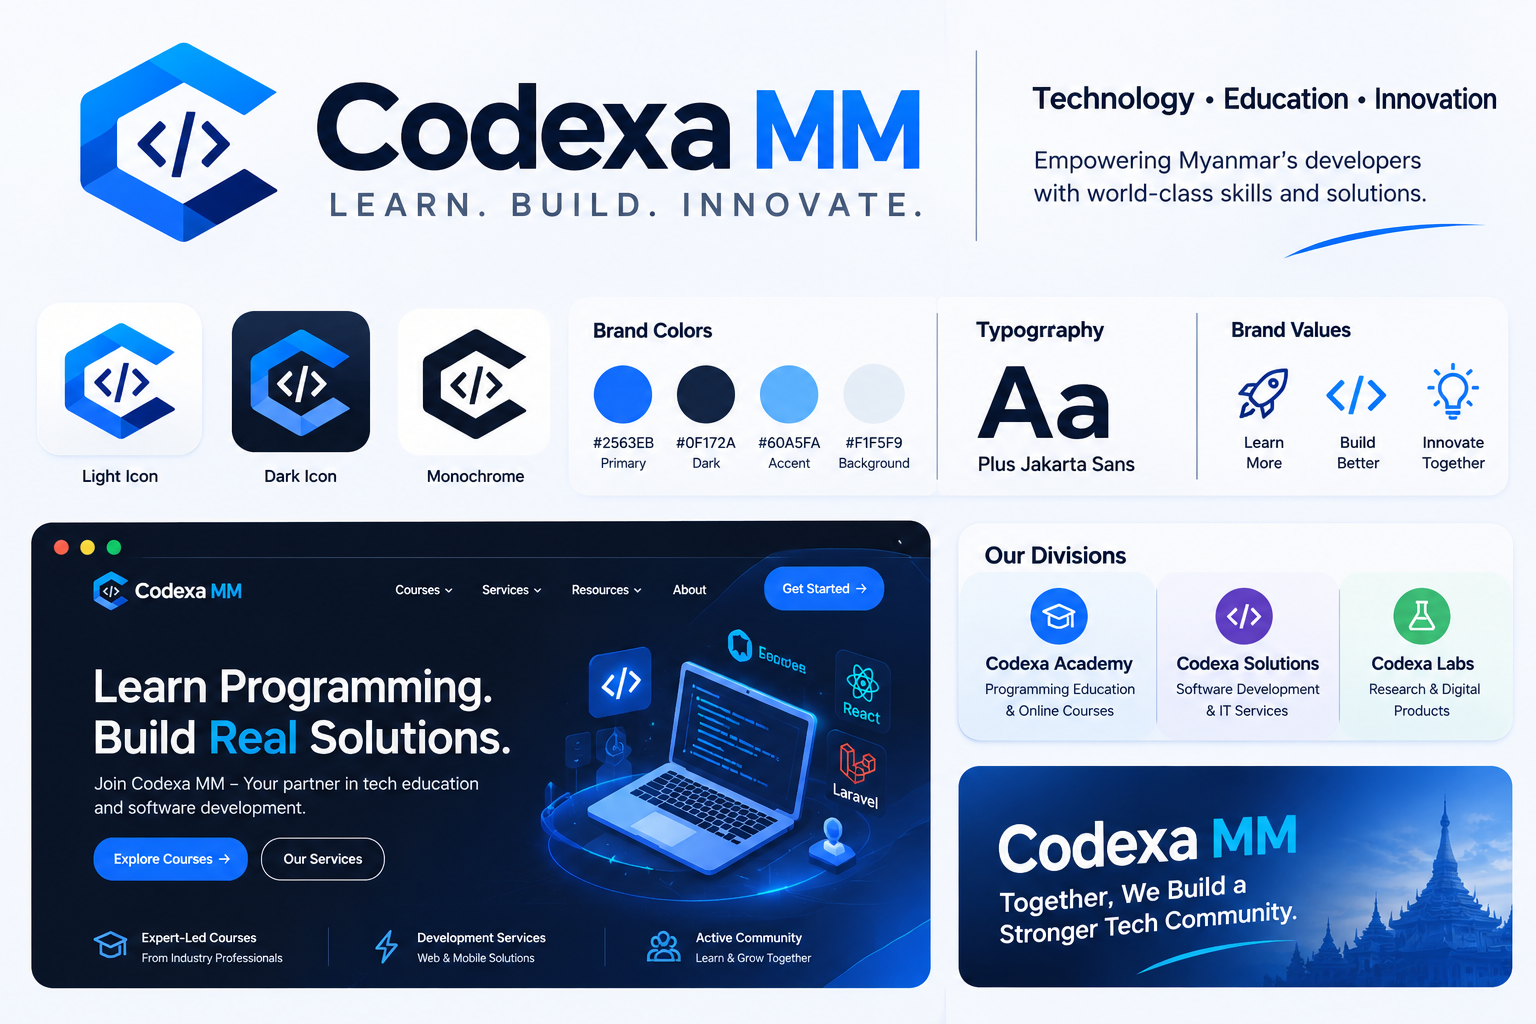 </>
Codexa MM
LEARN. BUILD. INNOVATE.
Technology • Education • Innovation
Empowering Myanmar's developers
with world-class skills and solutions.
</>
Light Icon
</>
Dark Icon
</>
Monochrome
Brand Colors
#2563EB
Primary
#0F172A
Dark
#60A5FA
Accent
#F1F5F9
Background
Typogrraphy
Aa
Plus Jakarta Sans
Brand Values
Learn
More
</>
Build
Better
Innovate
Together
</>
Codexa MM
Courses
Services
Resources
About
Get Started →
Learn Programming.
Build Real Solutions.
Join Codexa MM – Your partner in tech education
and software development.
Explore Courses →
Our Services
</>
React
Laravel
Expert-Led Courses
From Industry Professionals
Development Services
Web & Mobile Solutions
Active Community
Learn & Grow Together
Our Divisions
Codexa Academy
Programming Education
& Online Courses
</>
Codexa Solutions
Software Development
& IT Services
Codexa Labs
Research & Digital
Products
Codexa MM
Together, We Build a
Stronger Tech Community.